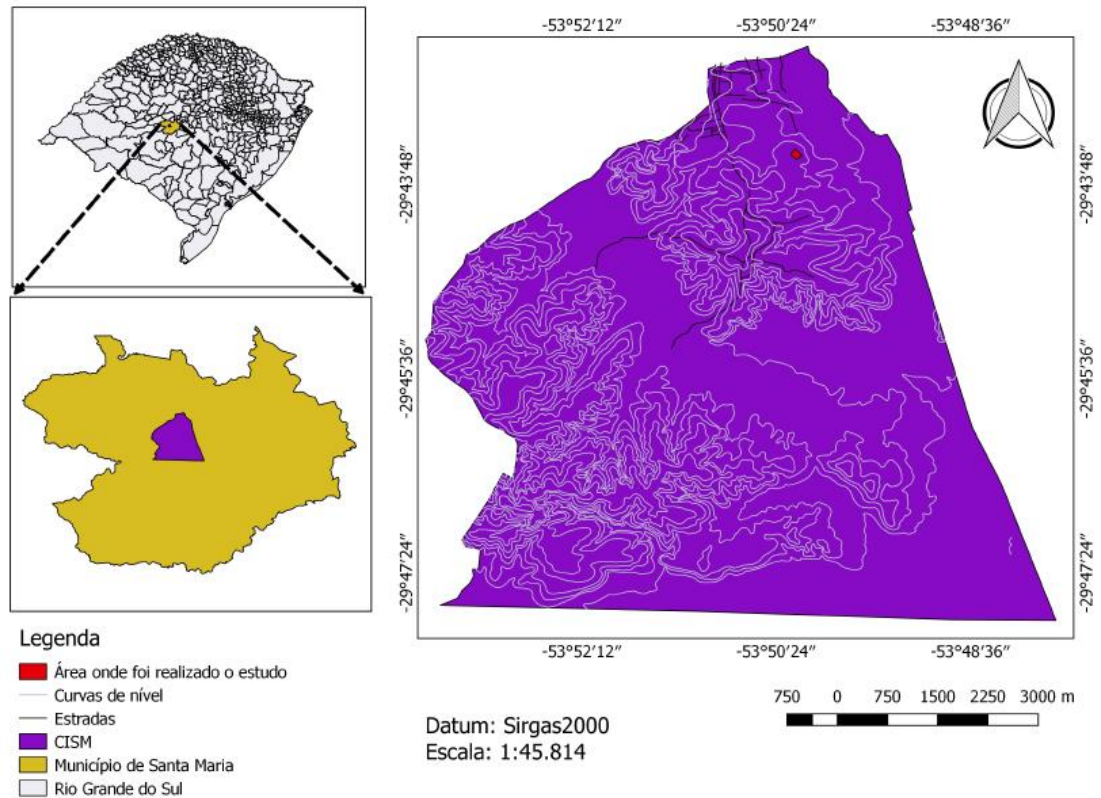 -53°52′12″ -53°50′24″ -53°48′36″
-29°43′48″ -29°43′48″
-29°45′36″ -29°45′36″
-29°47′24″ -29°47′24″
-53°52′12″ -53°50′24″ -53°48′36″
Legenda
Área onde foi realizado o estudo
Curvas de nível
Estradas
CISM
Município de Santa Maria
Rio Grande do Sul
Datum: Sirgas2000
Escala: 1:45.814
750 0 750 1500 2250 3000 m